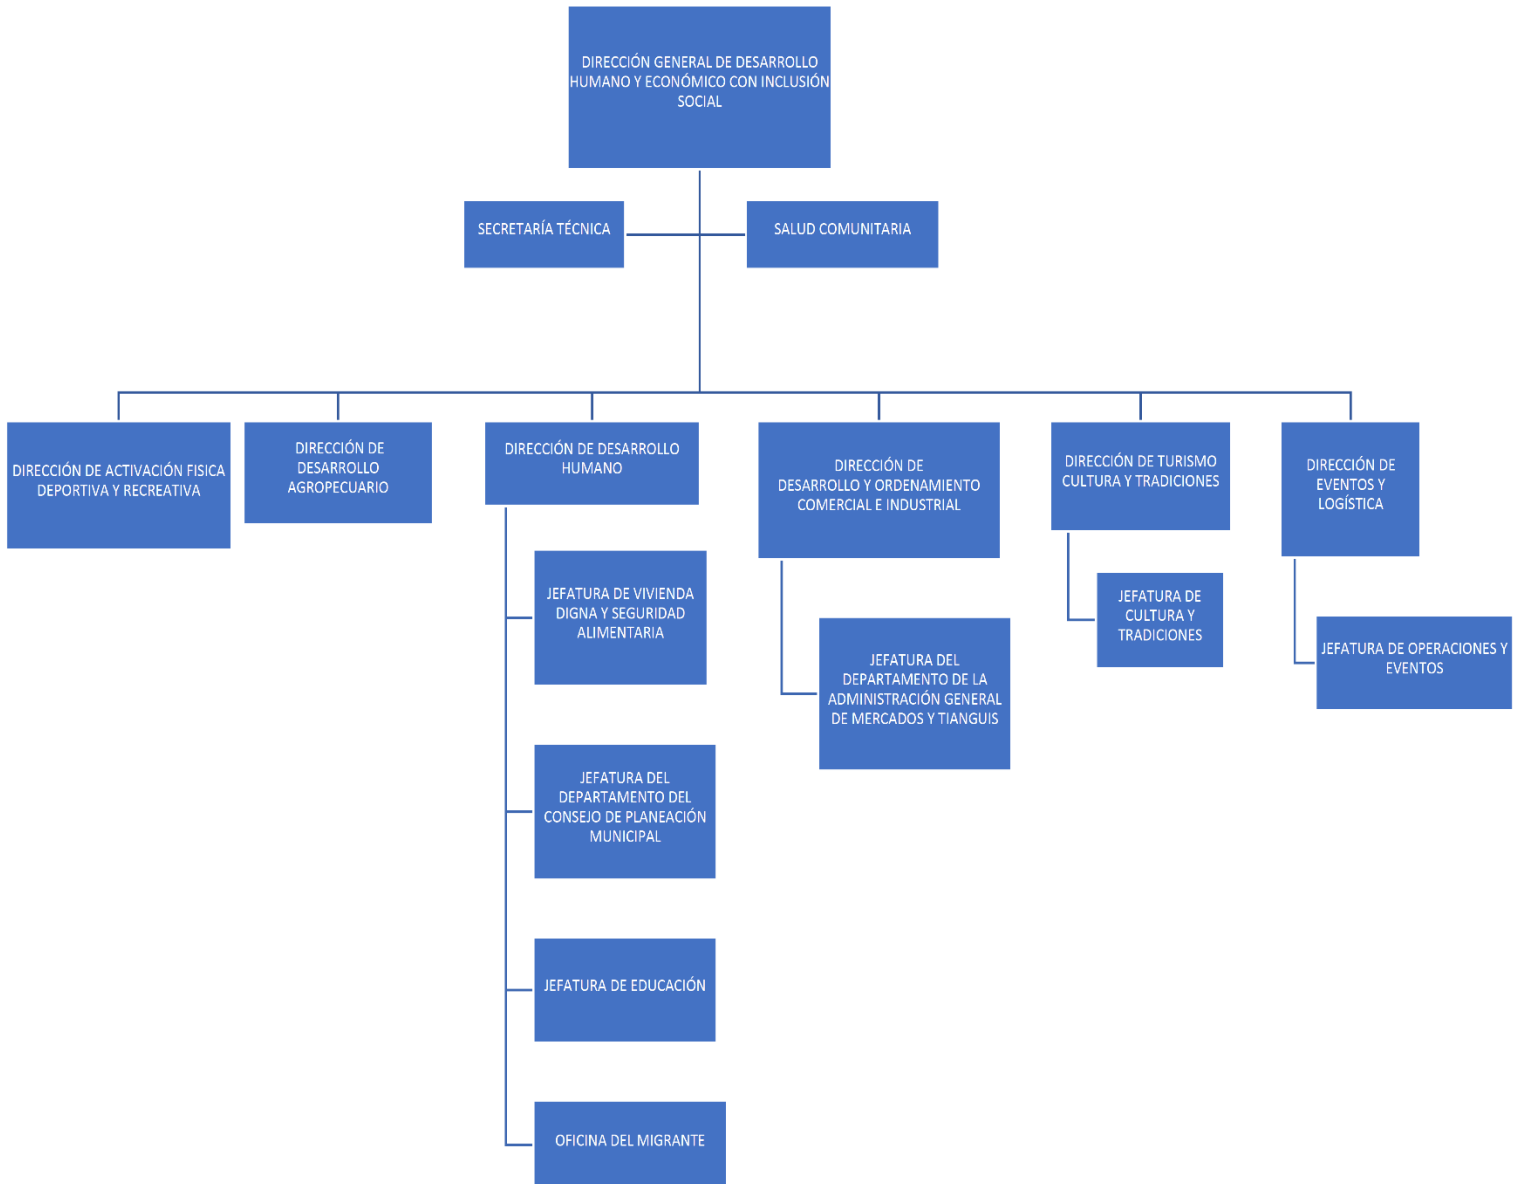 DIRECCIÓN GENERAL DE DESARROLLO
HUMANO Y ECONÓMICO CON INCLUSIÓN
SOCIAL
SECRETARÍA TÉCNICA
SALUD COMUNITARIA
DIRECCIÓN DE ACTIVACIÓN FISICA
DEPORTIVA Y RECREATIVA
DIRECCIÓN DE
DESARROLLO
AGROPECUARIO
DIRECCIÓN DE DESARROLLO
HUMANO
JEFATURA DE VIVIENDA
DIGNA Y SEGURIDAD
ALIMENTARIA
JEFATURA DEL
DEPARTAMENTO DEL
CONSEJO DE PLANEACIÓN
MUNICIPAL
JEFATURA DE EDUCACIÓN
OFICINA DEL MIGRANTE
DIRECCIÓN DE
DESARROLLO Y ORDENAMIENTO
COMERCIAL E INDUSTRIAL
JEFATURA DEL
DEPARTAMENTO DE LA
ADMINISTRACIÓN GENERAL
DE MERCADOS Y TIANGUIS
DIRECCIÓN DE TURISMO
CULTURA Y TRADICIONES
JEFATURA DE
CULTURA Y
TRADICIONES
DIRECCIÓN DE
EVENTOS Y
LOGÍSTICA
JEFATURA DE OPERACIONES Y
EVENTOS